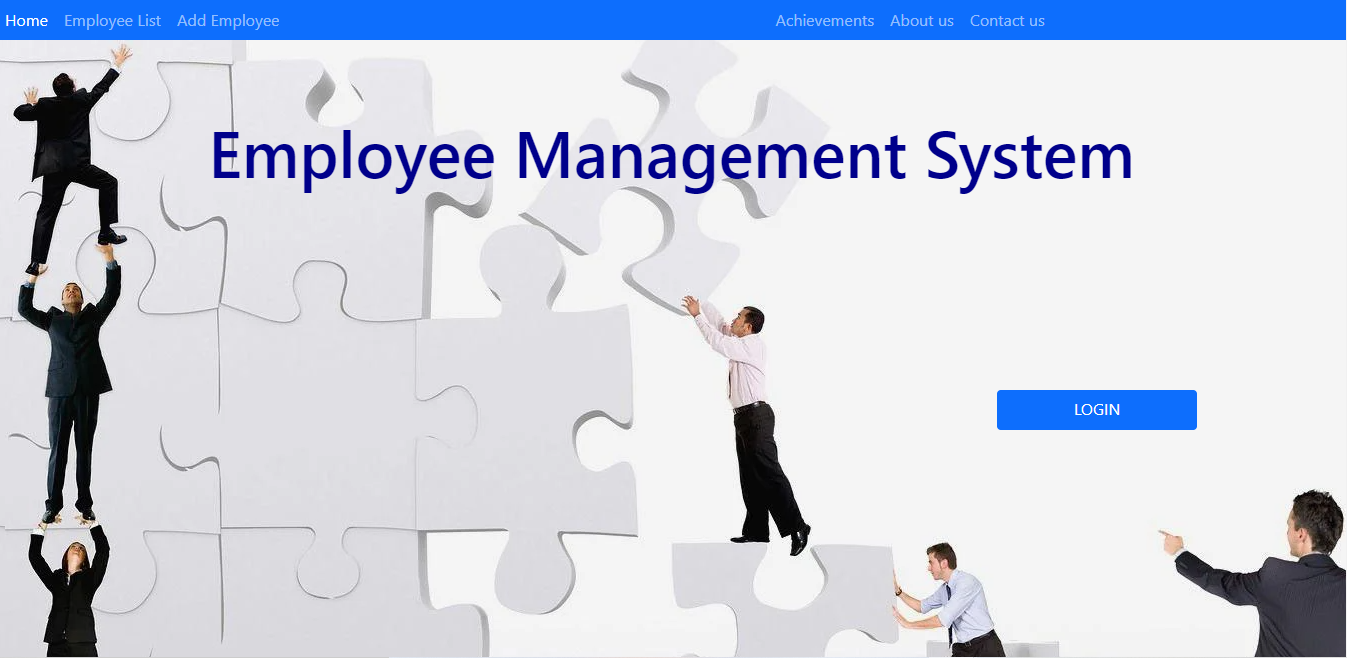 Home Employee List Add Employee Achievements About us Contact us
Employee Management System
LOGIN